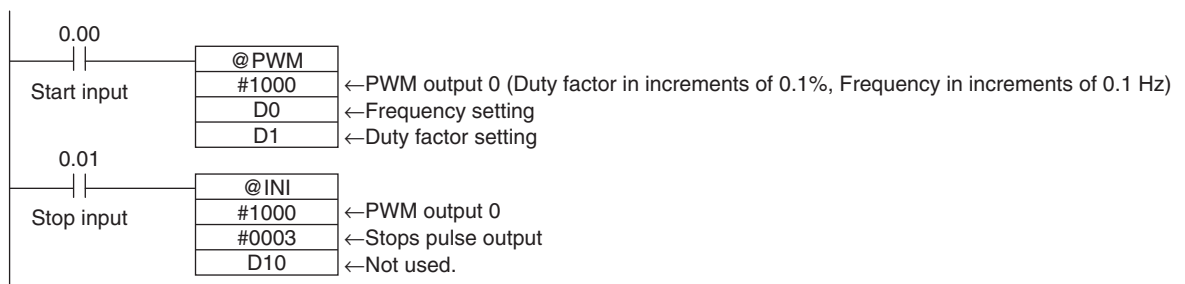 0.00
@PWM
Start input
#1000 ←PWM output 0 (Duty factor in increments of 0.1%, Frequency in increments of 0.1 Hz)
D0 ←Frequency setting
D1 ←Duty factor setting
0.01
@INI
Stop input
#1000 ←PWM output 0
#0003 ←Stops pulse output
D10 ←Not used.